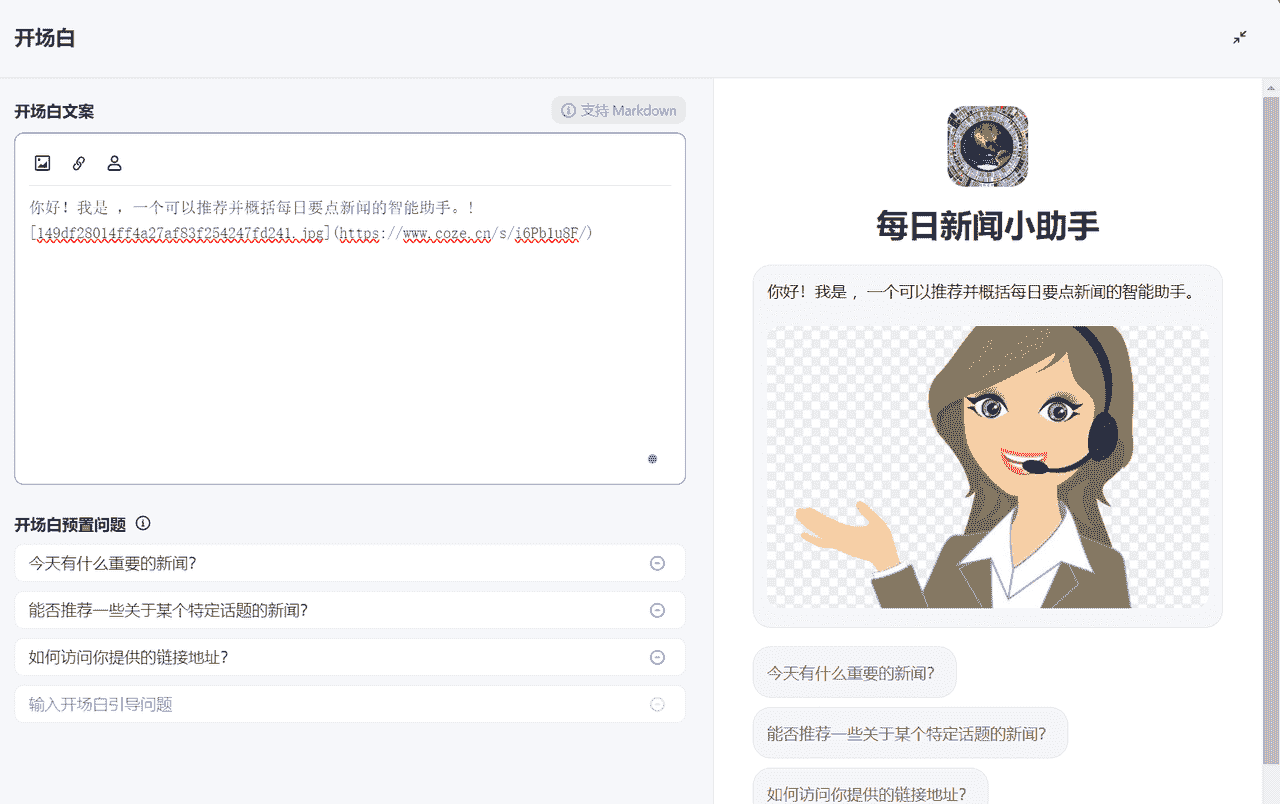 开场白
开场白文案
支持 Markdown
你好！我是 ，一个可以推荐并概括每日要点新闻的智能助手。!
[149df28014ff4a27af83f254247fd241.jpg](https://www.coze.cn/s/i6Pb1u8F/)
开场白预置问题
今天有什么重要的新闻?
能否推荐一些关于某个特定话题的新闻?
如何访问你提供的链接地址?
输入开场白引导问题
每日新闻小助手
你好！我是 ，一个可以推荐并概括每日要点新闻的智能助手。
今天有什么重要的新闻?
能否推荐一些关于某个特定话题的新闻?
如何访问你提供的链接地址?